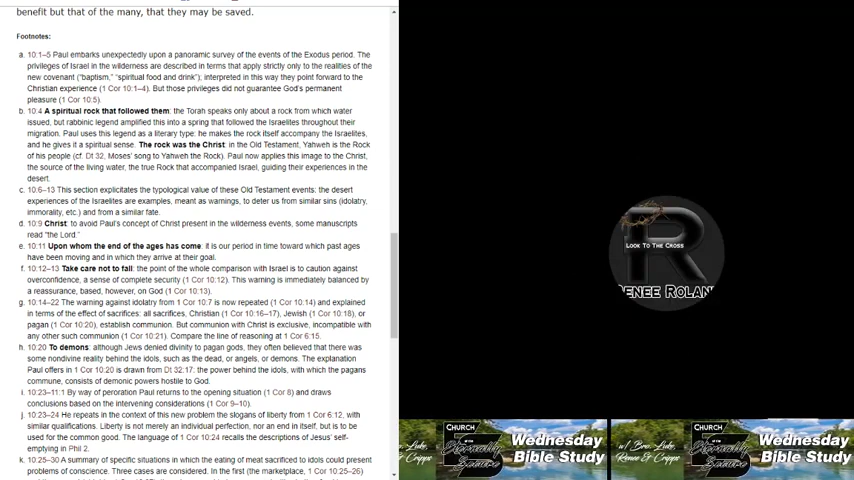 benefit but that of the many, that they may be saved.
Footnotes:
a. 10:1–5 Paul embarks unexpectedly upon a panoramic survey of the events of the Exodus period. The
privileges of Israel in the wilderness are described in terms that apply strictly only to the realities of the
new covenant (“baptism,” “spiritual food and drink”); interpreted in this way they point forward to the
Christian experience (1 Cor 10:1–4). But those privileges did not guarantee God’s permanent
pleasure (1 Cor 10:5).
b. 10:4 A spiritual rock that followed them: the Torah speaks only about a rock from which water
issued, but rabbinic legend amplified this into a spring that followed the Israelites throughout their
migration. Paul uses this legend as a literary type: he makes the rock itself accompany the Israelites,
and he gives it a spiritual sense. The rock was the Christ: in the Old Testament, Yahweh is the Rock
of his people (cf. Dt 32, Moses’ song to Yahweh the Rock). Paul now applies this image to the Christ,
the source of the living water, the true Rock that accompanied Israel, guiding their experiences in the
desert.
c. 10:6–13 This section explicitates the typological value of these Old Testament events: the desert
experiences of the Israelites are examples, meant as warnings, to deter us from similar sins (idolatry,
immorality, etc.) and from a similar fate.
d. 10:9 Christ: to avoid Paul’s concept of Christ present in the wilderness events, some manuscripts
read “the Lord.”
e. 10:11 Upon whom the end of the ages has come: it is our period in time toward which past ages
have been moving and in which they arrive at their goal.
f. 10:12–13 Take care not to fall: the point of the whole comparison with Israel is to caution against
overconfidence, a sense of complete security (1 Cor 10:12). This warning is immediately balanced by
a reassurance, based, however, on God (1 Cor 10:13).
g. 10:14–22 The warning against idolatry from 1 Cor 10:7 is now repeated (1 Cor 10:14) and explained
in terms of the effect of sacrifices: all sacrifices, Christian (1 Cor 10:16–17), Jewish (1 Cor 10:18), or
pagan (1 Cor 10:20), establish communion. But communion with Christ is exclusive, incompatible with
any other such communion (1 Cor 10:21). Compare the line of reasoning at 1 Cor 6:15.
h. 10:20 To demons: although Jews denied divinity to pagan gods, they often believed that there was
some nondivine reality behind the idols, such as the dead, or angels, or demons. The explanation
Paul offers in 1 Cor 10:20 is drawn from Dt 32:17: the power behind the idols, with which the pagans
commune, consists of demonic powers hostile to God.
i. 10:23–11:1 By way of peroration Paul returns to the opening situation (1 Cor 8) and draws
conclusions based on the intervening considerations (1 Cor 9–10).
j. 10:23–24 He repeats in the context of this new problem the slogans of liberty from 1 Cor 6:12, with
similar qualifications. Liberty is not merely an individual perfection, nor an end in itself, but is to be
used for the common good. The language of 1 Cor 10:24 recalls the descriptions of Jesus’ self-
emptying in Phil 2.
k. 10:25–30 A summary of specific situations in which the eating of meat sacrificed to idols could present
problems of conscience. Three cases are considered. In the first (the marketplace, 1 Cor 10:25–26)
R
LOOK TO THE CROSS
RENEE ROLAND
Luke,
& Cripps
CHURCH
OF THE
Eternally
Secure
Wednesday
Bible Study
w/ Bro. Luke,
Renee & Cripps
CHURCH
OF THE
Eternally
Secure
Wednesday
Bible Study